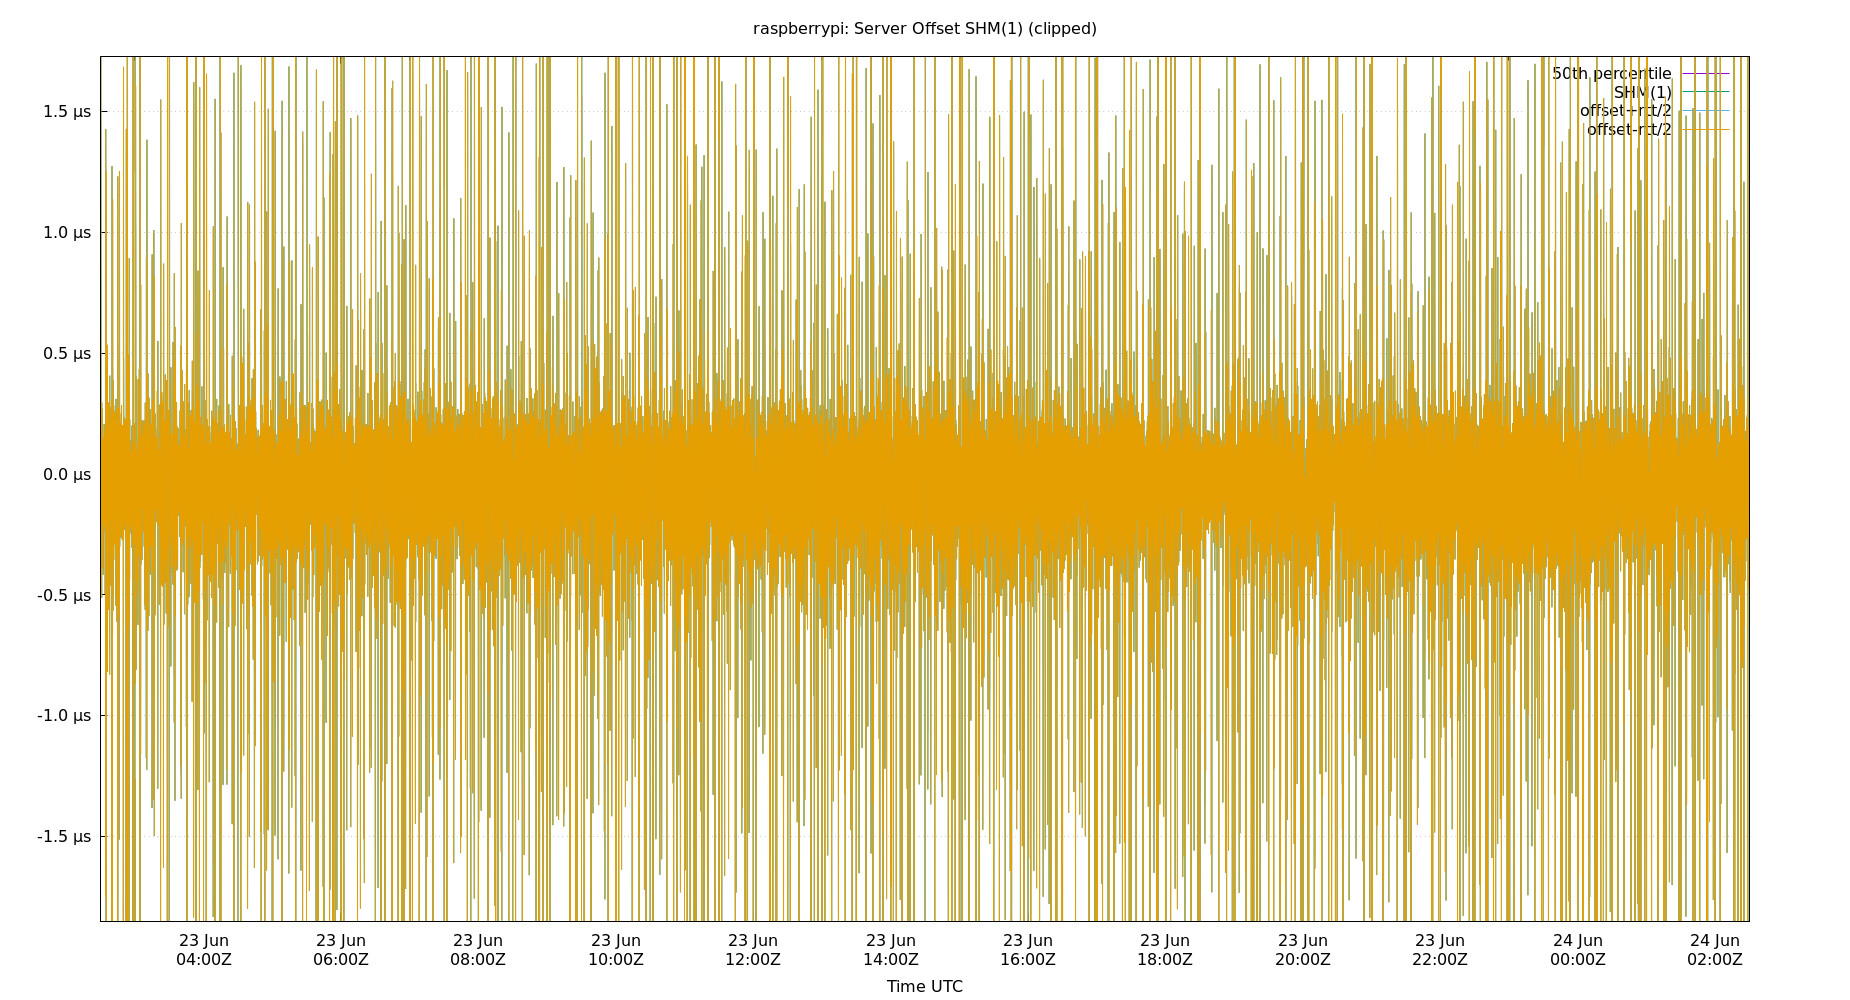 raspberrypi: Server Offset SHM(1) (clipped)
50th percentile
SHM(1)
offset+rtt/2
offset-rtt/2
1.5 µs
1.0 µs
0.5 µs
0.0 µs
-0.5 µs
-1.0 µs
-1.5 µs
23 Jun 23 Jun 23 Jun 23 Jun 23 Jun 23 Jun 23 Jun 23 Jun 23 Jun 23 Jun 24 Jun 24 Jun
04:00Z 06:00Z 08:00Z 10:00Z 12:00Z 14:00Z 16:00Z 18:00Z 20:00Z 22:00Z 00:00Z 02:00Z
Time UTC